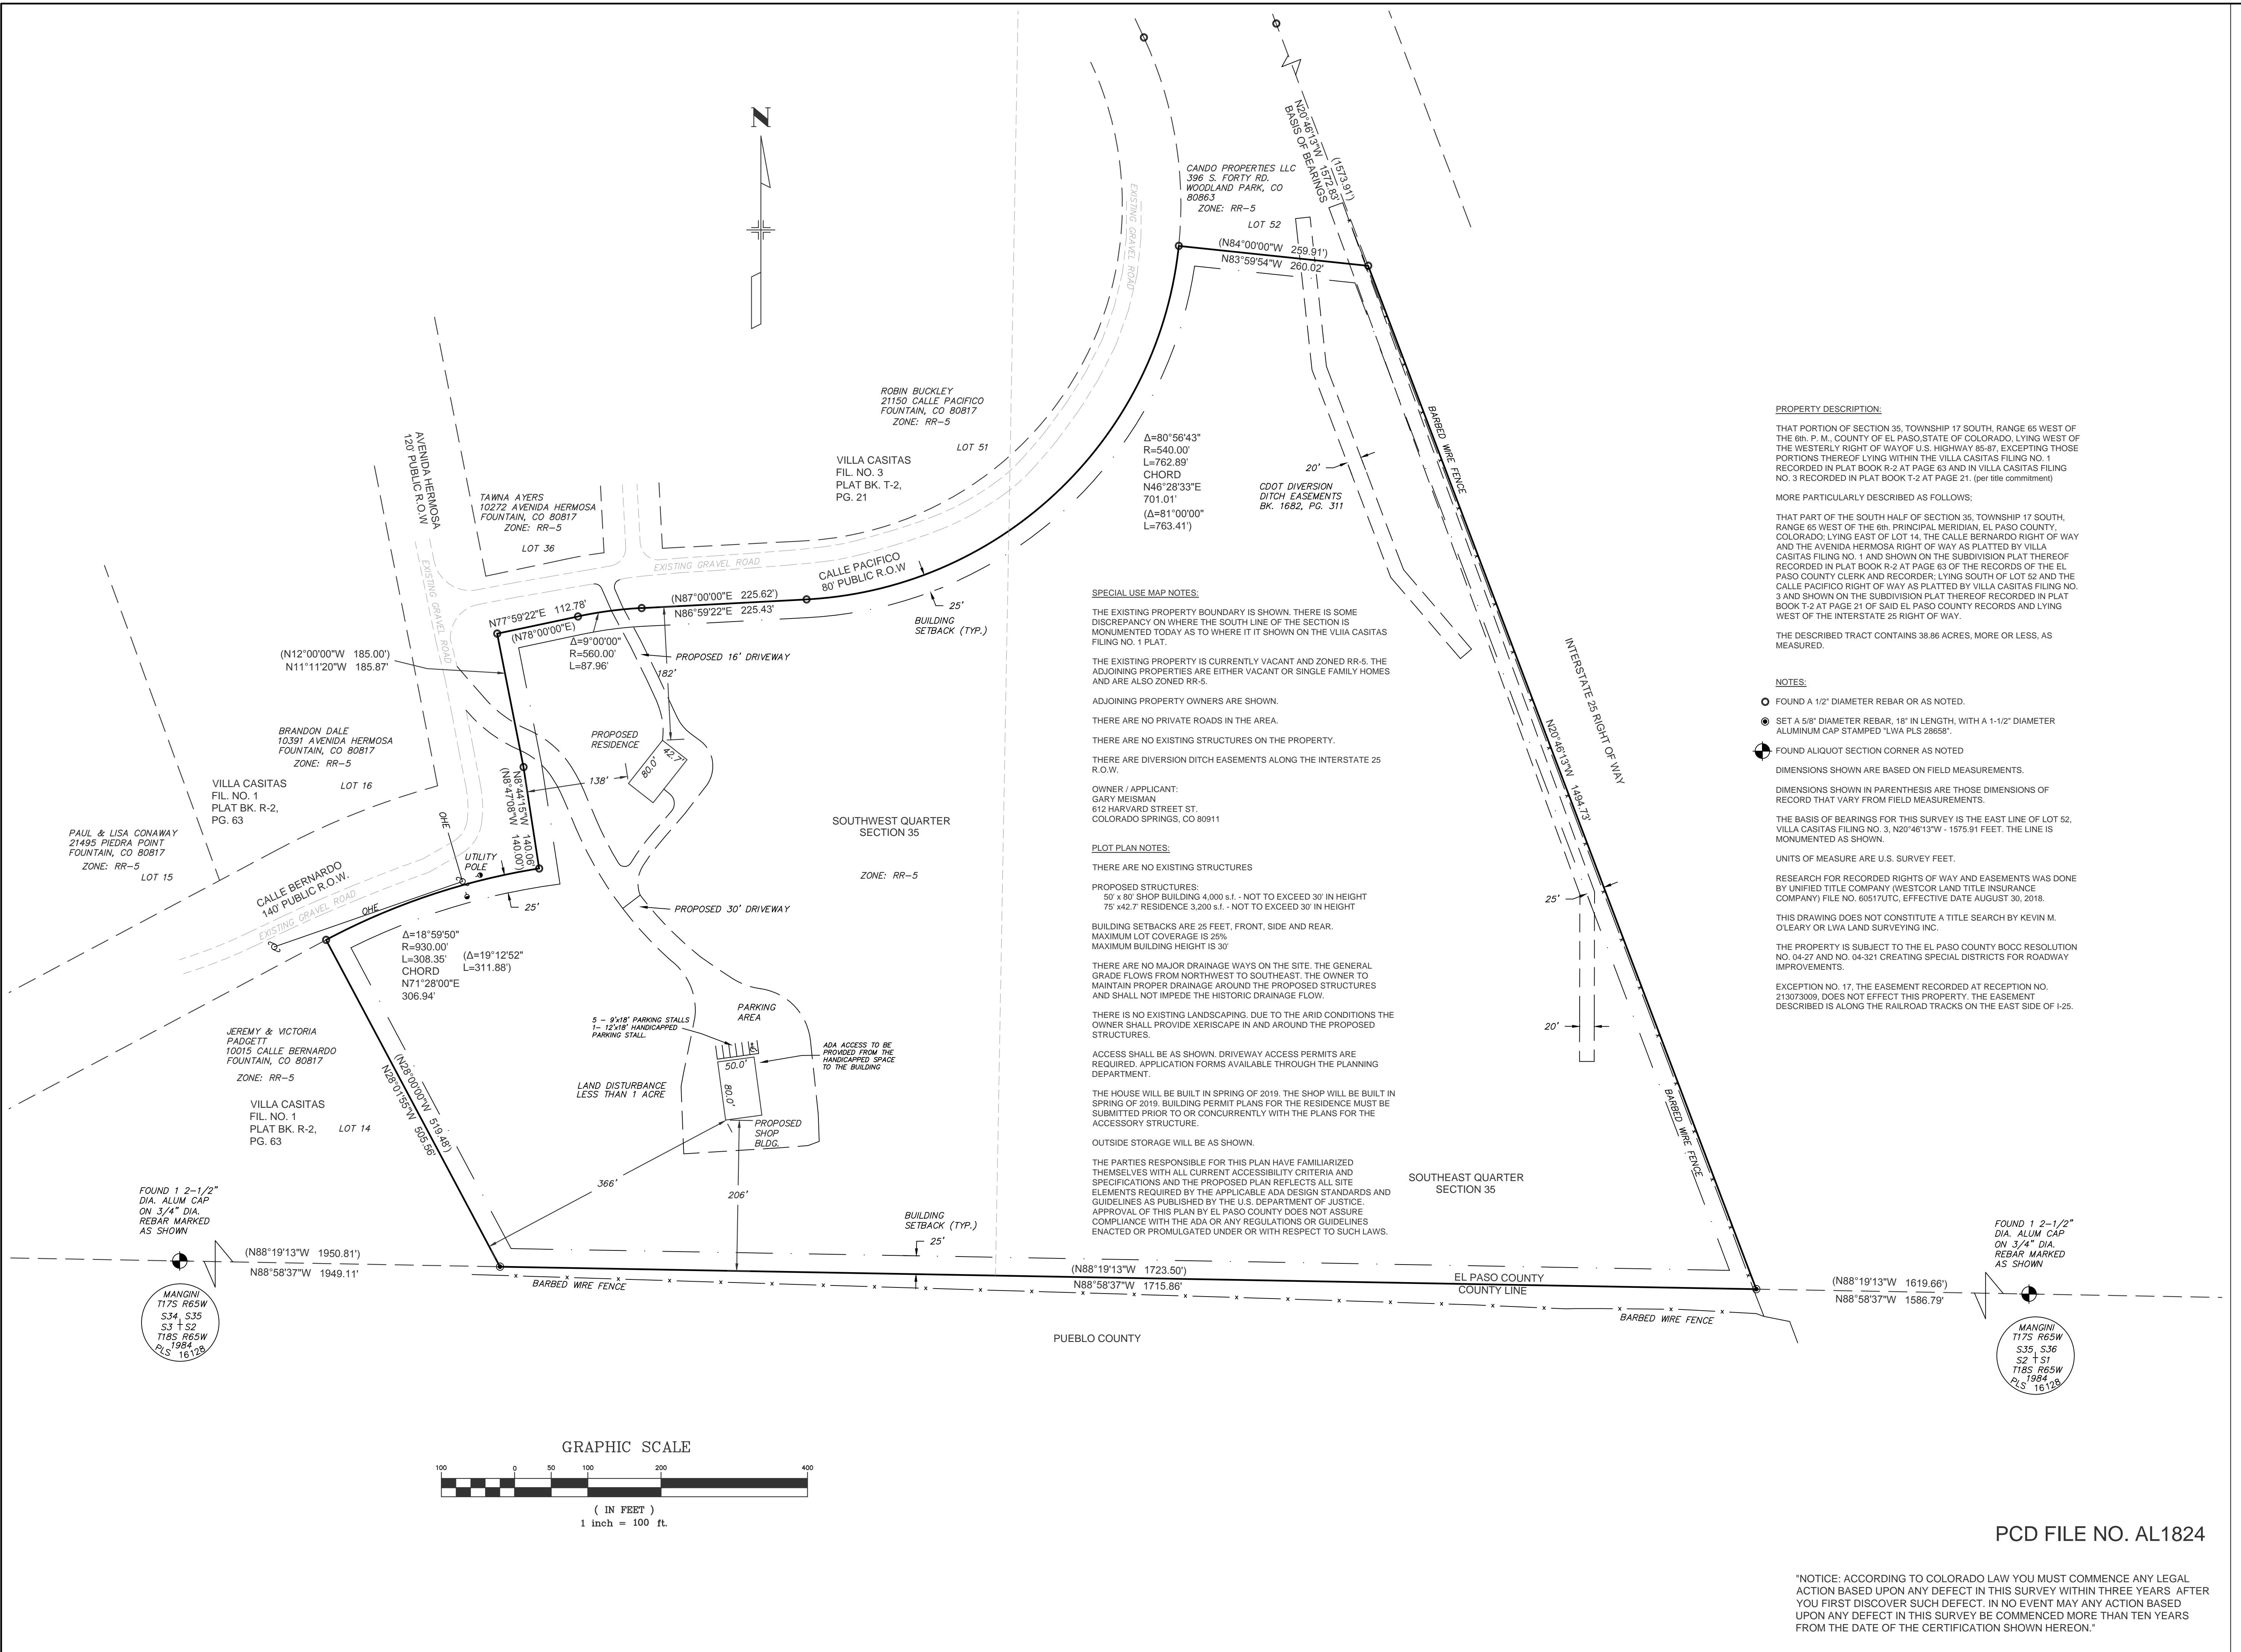 N
CANDO PROPERTIES LLC
396 S. FORTY RD.
WOODLAND PARK, CO
80863
ZONE: RR-5
LOT 52
(1573.91')
N20°46'13"W 1572.83'
BASIS OF BEARINGS
(N84°00'00"W 259.91')
N83°59'54"W 260.02'
EXISTING GRAVEL ROAD
ROBIN BUCKLEY
21150 CALLE PACIFICO
FOUNTAIN, CO 80817
ZONE: RR-5
LOT 51
VILLA CASITAS
FIL. NO. 3
PLAT BK. T-2,
PG. 21
Δ=80°56'43"
R=540.00'
L=762.89'
CHORD
N46°28'33"E
701.01'
(Δ=81°00'00"
L=763.41')
20'
CDOT DIVERSION
DITCH EASEMENTS
BK. 1682, PG. 311
BARBED WIRE FENCE
AVENIDA HERMOSA
120' PUBLIC R.O.W
TAWNA AYERS
10272 AVENIDA HERMOSA
FOUNTAIN, CO 80817
ZONE: RR-5
LOT 36
EXISTING GRAVEL ROAD
EXISTING GRAVEL ROAD
CALLE PACIFICO
80' PUBLIC R.O.W
N77°59'22"E 112.78'
(N78°00'00"E)
(N87°00'00"E 225.62')
N86°59'22"E 225.43'
25'
BUILDING
SETBACK (TYP.)
Δ=9°00'00"
R=560.00'
L=87.96'
PROPOSED 16' DRIVEWAY
182'
(N12°00'00"W 185.00')
N11°11'20"W 185.87'
BRANDON DALE
10391 AVENIDA HERMOSA
FOUNTAIN, CO 80817
ZONE: RR-5
LOT 16
VILLA CASITAS
FIL. NO. 1
PLAT BK. R-2,
PG. 63
PROPOSED
RESIDENCE
42.7'
80.0'
138'
N8°44'15"W 140.06'
(N8°47'08"W 140.00')
OHE
UTILITY
POLE
OHE
PAUL & LISA CONAWAY
21495 PIEDRA POINT
FOUNTAIN, CO 80817
ZONE: RR-5
LOT 15
CALLE BERNARDO
140' PUBLIC R.O.W.
EXISTING GRAVEL ROAD
25'
PROPOSED 30' DRIVEWAY
Δ=18°59'50"
R=930.00'
L=308.35'
CHORD
N71°28'00"E
306.94'
(Δ=19°12'52"
L=311.88')
SOUTHWEST QUARTER
SECTION 35
ZONE: RR-5
PARKING
AREA
5 - 9'x18' PARKING STALLS
1- 12'x18' HANDICAPPED
PARKING STALL.
ADA ACCESS TO BE
PROVIDED FROM THE
HANDICAPPED SPACE
TO THE BUILDING
50.0'
80.0'
LAND DISTURBANCE
LESS THAN 1 ACRE
PROPOSED
SHOP
BLDG.
JEREMY & VICTORIA
PADGETT
10015 CALLE BERNARDO
FOUNTAIN, CO 80817
ZONE: RR-5
VILLA CASITAS
FIL. NO. 1
PLAT BK. R-2,
PG. 63
LOT 14
(N28°00'00"W 519.48')
N28°01'55"W 505.56'
366'
206'
BUILDING
SETBACK (TYP.)
25'
SPECIAL USE MAP NOTES:
THE EXISTING PROPERTY BOUNDARY IS SHOWN. THERE IS SOME
DISCREPANCY ON WHERE THE SOUTH LINE OF THE SECTION IS
MONUMENTED TODAY AS TO WHERE IT IT SHOWN ON THE VLIIA CASITAS
FILING NO. 1 PLAT.
THE EXISTING PROPERTY IS CURRENTLY VACANT AND ZONED RR-5. THE
ADJOINING PROPERTIES ARE EITHER VACANT OR SINGLE FAMILY HOMES
AND ARE ALSO ZONED RR-5.
ADJOINING PROPERTY OWNERS ARE SHOWN.
THERE ARE NO PRIVATE ROADS IN THE AREA.
THERE ARE NO EXISTING STRUCTURES ON THE PROPERTY.
THERE ARE DIVERSION DITCH EASEMENTS ALONG THE INTERSTATE 25
R.O.W.
OWNER / APPLICANT:
GARY MEISMAN
612 HARVARD STREET ST.
COLORADO SPRINGS, CO 80911
PLOT PLAN NOTES:
THERE ARE NO EXISTING STRUCTURES
PROPOSED STRUCTURES:
50' x 80' SHOP BUILDING 4,000 s.f. - NOT TO EXCEED 30' IN HEIGHT
75' x42.7' RESIDENCE 3,200 s.f. - NOT TO EXCEED 30' IN HEIGHT
BUILDING SETBACKS ARE 25 FEET, FRONT, SIDE AND REAR.
MAXIMUM LOT COVERAGE IS 25%
MAXIMUM BUILDING HEIGHT IS 30'
THERE ARE NO MAJOR DRAINAGE WAYS ON THE SITE. THE GENERAL
GRADE FLOWS FROM NORTHWEST TO SOUTHEAST. THE OWNER TO
MAINTAIN PROPER DRAINAGE AROUND THE PROPOSED STRUCTURES
AND SHALL NOT IMPEDE THE HISTORIC DRAINAGE FLOW.
THERE IS NO EXISTING LANDSCAPING. DUE TO THE ARID CONDITIONS THE
OWNER SHALL PROVIDE XERISCAPE IN AND AROUND THE PROPOSED
STRUCTURES.
ACCESS SHALL BE AS SHOWN. DRIVEWAY ACCESS PERMITS ARE
REQUIRED. APPLICATION FORMS AVAILABLE THROUGH THE PLANNING
DEPARTMENT.
THE HOUSE WILL BE BUILT IN SPRING OF 2019. THE SHOP WILL BE BUILT IN
SPRING OF 2019. BUILDING PERMIT PLANS FOR THE RESIDENCE MUST BE
SUBMITTED PRIOR TO OR CONCURRENTLY WITH THE PLANS FOR THE
ACCESSORY STRUCTURE.
OUTSIDE STORAGE WILL BE AS SHOWN.
THE PARTIES RESPONSIBLE FOR THIS PLAN HAVE FAMILIARIZED
THEMSELVES WITH ALL CURRENT ACCESSIBILITY CRITERIA AND
SPECIFICATIONS AND THE PROPOSED PLAN REFLECTS ALL SITE
ELEMENTS REQUIRED BY THE APPLICABLE ADA DESIGN STANDARDS AND
GUIDELINES AS PUBLISHED BY THE U.S. DEPARTMENT OF JUSTICE.
APPROVAL OF THIS PLAN BY EL PASO COUNTY DOES NOT ASSURE
COMPLIANCE WITH THE ADA OR ANY REGULATIONS OR GUIDELINES
ENACTED OR PROMULGATED UNDER OR WITH RESPECT TO SUCH LAWS.
INTERSTATE 25 RIGHT OF WAY
N20°46'13"W 1494.73'
25'
20'
BARBED WIRE FENCE
SOUTHEAST QUARTER
SECTION 35
PROPERTY DESCRIPTION:
THAT PORTION OF SECTION 35, TOWNSHIP 17 SOUTH, RANGE 65 WEST OF
THE 6th. P. M., COUNTY OF EL PASO,STATE OF COLORADO, LYING WEST OF
THE WESTERLY RIGHT OF WAYOF U.S. HIGHWAY 85-87, EXCEPTING THOSE
PORTIONS THEREOF LYING WITHIN THE VILLA CASITAS FILING NO. 1
RECORDED IN PLAT BOOK R-2 AT PAGE 63 AND IN VILLA CASITAS FILING
NO. 3 RECORDED IN PLAT BOOK T-2 AT PAGE 21. (per title commitment)
MORE PARTICULARLY DESCRIBED AS FOLLOWS;
THAT PART OF THE SOUTH HALF OF SECTION 35, TOWNSHIP 17 SOUTH,
RANGE 65 WEST OF THE 6th. PRINCIPAL MERIDIAN, EL PASO COUNTY,
COLORADO; LYING EAST OF LOT 14, THE CALLE BERNARDO RIGHT OF WAY
AND THE AVENIDA HERMOSA RIGHT OF WAY AS PLATTED BY VILLA
CASITAS FILING NO. 1 AND SHOWN ON THE SUBDIVISION PLAT THEREOF
RECORDED IN PLAT BOOK R-2 AT PAGE 63 OF THE RECORDS OF THE EL
PASO COUNTY CLERK AND RECORDER; LYING SOUTH OF LOT 52 AND THE
CALLE PACIFICO RIGHT OF WAY AS PLATTED BY VILLA CASITAS FILING NO.
3 AND SHOWN ON THE SUBDIVISION PLAT THEREOF RECORDED IN PLAT
BOOK T-2 AT PAGE 21 OF SAID EL PASO COUNTY RECORDS AND LYING
WEST OF THE INTERSTATE 25 RIGHT OF WAY.
THE DESCRIBED TRACT CONTAINS 38.86 ACRES, MORE OR LESS, AS
MEASURED.
NOTES:
FOUND A 1/2" DIAMETER REBAR OR AS NOTED.
SET A 5/8" DIAMETER REBAR, 18" IN LENGTH, WITH A 1-1/2" DIAMETER
ALUMINUM CAP STAMPED "LWA PLS 28658".
FOUND ALIQUOT SECTION CORNER AS NOTED
DIMENSIONS SHOWN ARE BASED ON FIELD MEASUREMENTS.
DIMENSIONS SHOWN IN PARENTHESIS ARE THOSE DIMENSIONS OF
RECORD THAT VARY FROM FIELD MEASUREMENTS.
THE BASIS OF BEARINGS FOR THIS SURVEY IS THE EAST LINE OF LOT 52,
VILLA CASITAS FILING NO. 3, N20°46'13"W - 1575.91 FEET. THE LINE IS
MONUMENTED AS SHOWN.
UNITS OF MEASURE ARE U.S. SURVEY FEET.
RESEARCH FOR RECORDED RIGHTS OF WAY AND EASEMENTS WAS DONE
BY UNIFIED TITLE COMPANY (WESTCOR LAND TITLE INSURANCE
COMPANY) FILE NO. 60517UTC, EFFECTIVE DATE AUGUST 30, 2018.
THIS DRAWING DOES NOT CONSTITUTE A TITLE SEARCH BY KEVIN M.
O'LEARY OR LWA LAND SURVEYING INC.
THE PROPERTY IS SUBJECT TO THE EL PASO COUNTY BOCC RESOLUTION
NO. 04-27 AND NO. 04-321 CREATING SPECIAL DISTRICTS FOR ROADWAY
IMPROVEMENTS.
EXCEPTION NO. 17, THE EASEMENT RECORDED AT RECEPTION NO.
213073009, DOES NOT EFFECT THIS PROPERTY. THE EASEMENT
DESCRIBED IS ALONG THE RAILROAD TRACKS ON THE EAST SIDE OF I-25.
FOUND 1 2-1/2"
DIA. ALUM CAP
ON 3/4" DIA.
REBAR MARKED
AS SHOWN
(N88°19'13"W 1950.81')
N88°58'37"W 1949.11'
MANGINI
T17S R65W
S34 S35
S3 S2
T18S R65W
1984
PLS 16128
BARBED WIRE FENCE
(N88°19'13"W 1723.50')
N88°58'37"W 1715.86'
EL PASO COUNTY
COUNTY LINE
BARBED WIRE FENCE
PUEBLO COUNTY
FOUND 1 2-1/2"
DIA. ALUM CAP
ON 3/4" DIA.
REBAR MARKED
AS SHOWN
(N88°19'13"W 1619.66')
N88°58'37"W 1586.79'
MANGINI
T17S R65W
S35 S36
S2 S1
T18S R65W
1984
PLS 16128
GRAPHIC SCALE
100 0 50 100 200 400
( IN FEET )
1 inch = 100 ft.
PCD FILE NO. AL1824
"NOTICE: ACCORDING TO COLORADO LAW YOU MUST COMMENCE ANY LEGAL
ACTION BASED UPON ANY DEFECT IN THIS SURVEY WITHIN THREE YEARS AFTER
YOU FIRST DISCOVER SUCH DEFECT. IN NO EVENT MAY ANY ACTION BASED
UPON ANY DEFECT IN THIS SURVEY BE COMMENCED MORE THAN TEN YEARS
FROM THE DATE OF THE CERTIFICATION SHOWN HEREON."